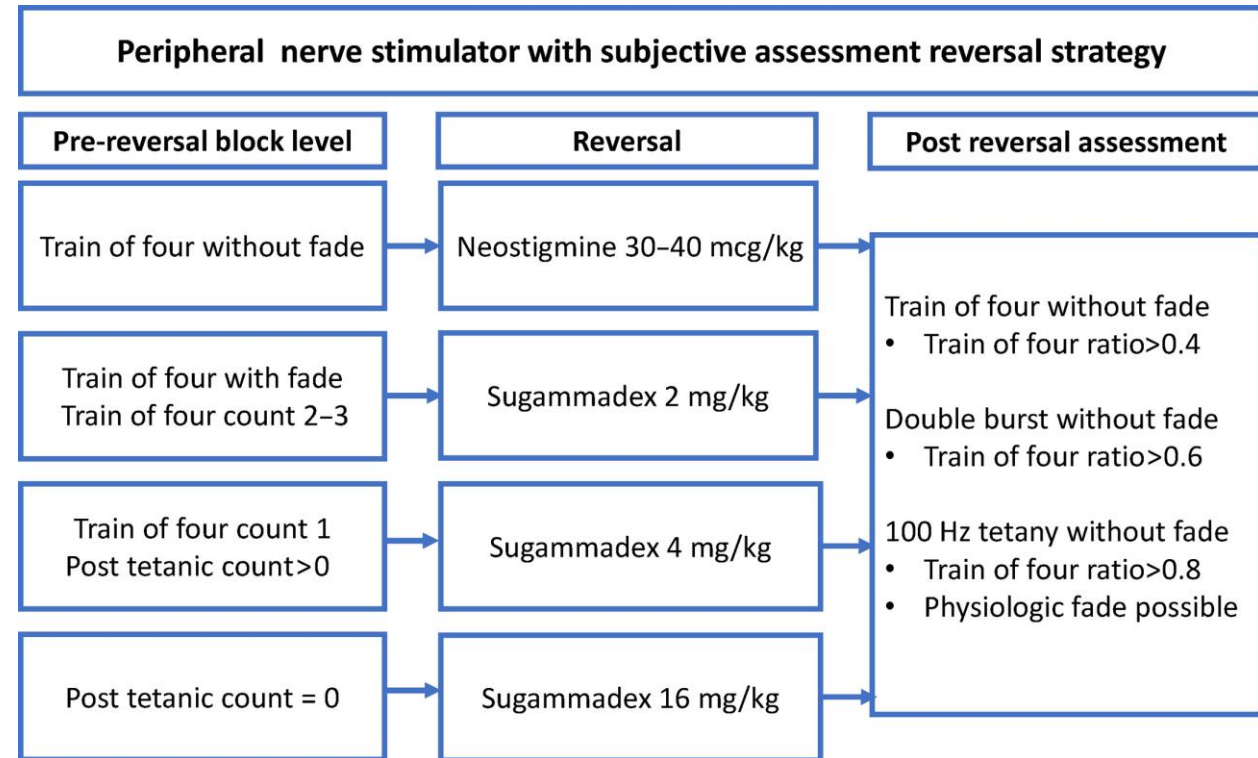 Peripheral nerve stimulator with subjective assessment reversal strategy
Pre-reversal block level
Reversal
Post reversal assessment
Train of four without fade
Neostigmine 30–40 mcg/kg
Train of four with fade
Train of four count 2–3
Sugammadex 2 mg/kg
Train of four count 1
Post tetanic count>0
Sugammadex 4 mg/kg
Post tetanic count = 0
Sugammadex 16 mg/kg
Train of four without fade
• Train of four ratio>0.4
Double burst without fade
• Train of four ratio>0.6
100 Hz tetany without fade
• Train of four ratio>0.8
• Physiologic fade possible